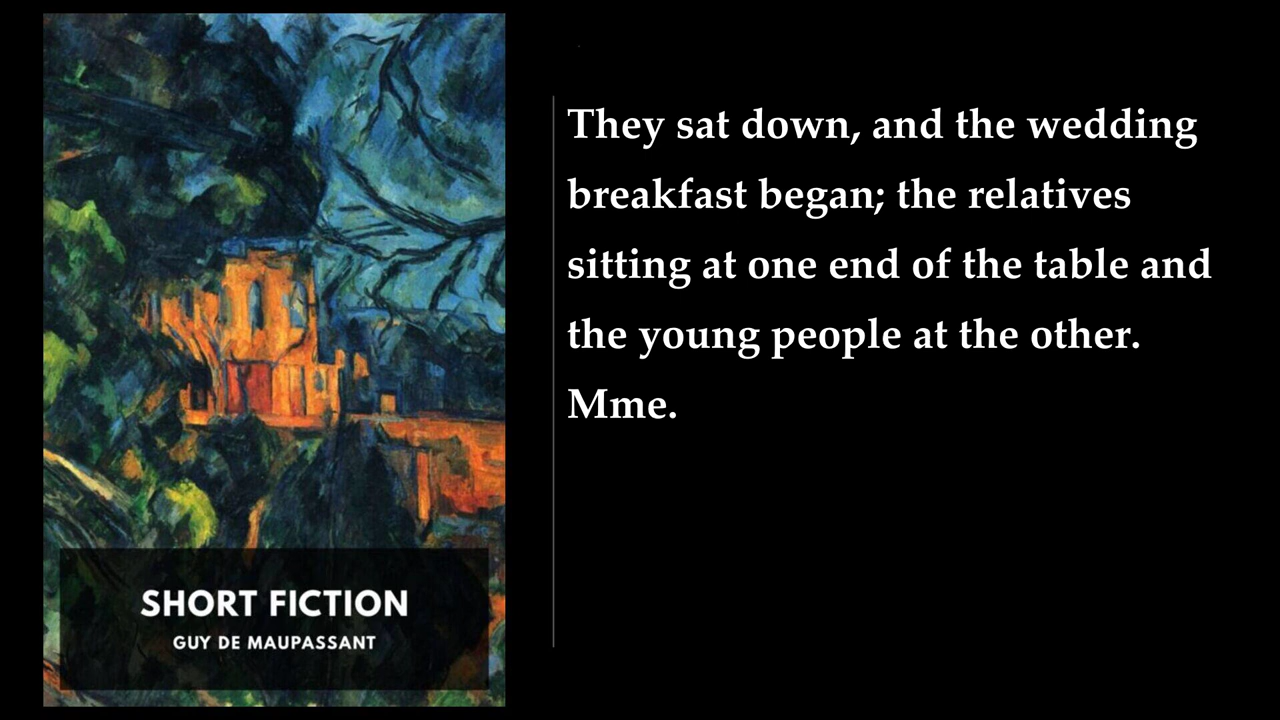 They sat down, and the wedding
breakfast began; the relatives
sitting at one end of the table and
the young people at the other.
Mme.
SHORT FICTION
GUY DE MAUPASSANT